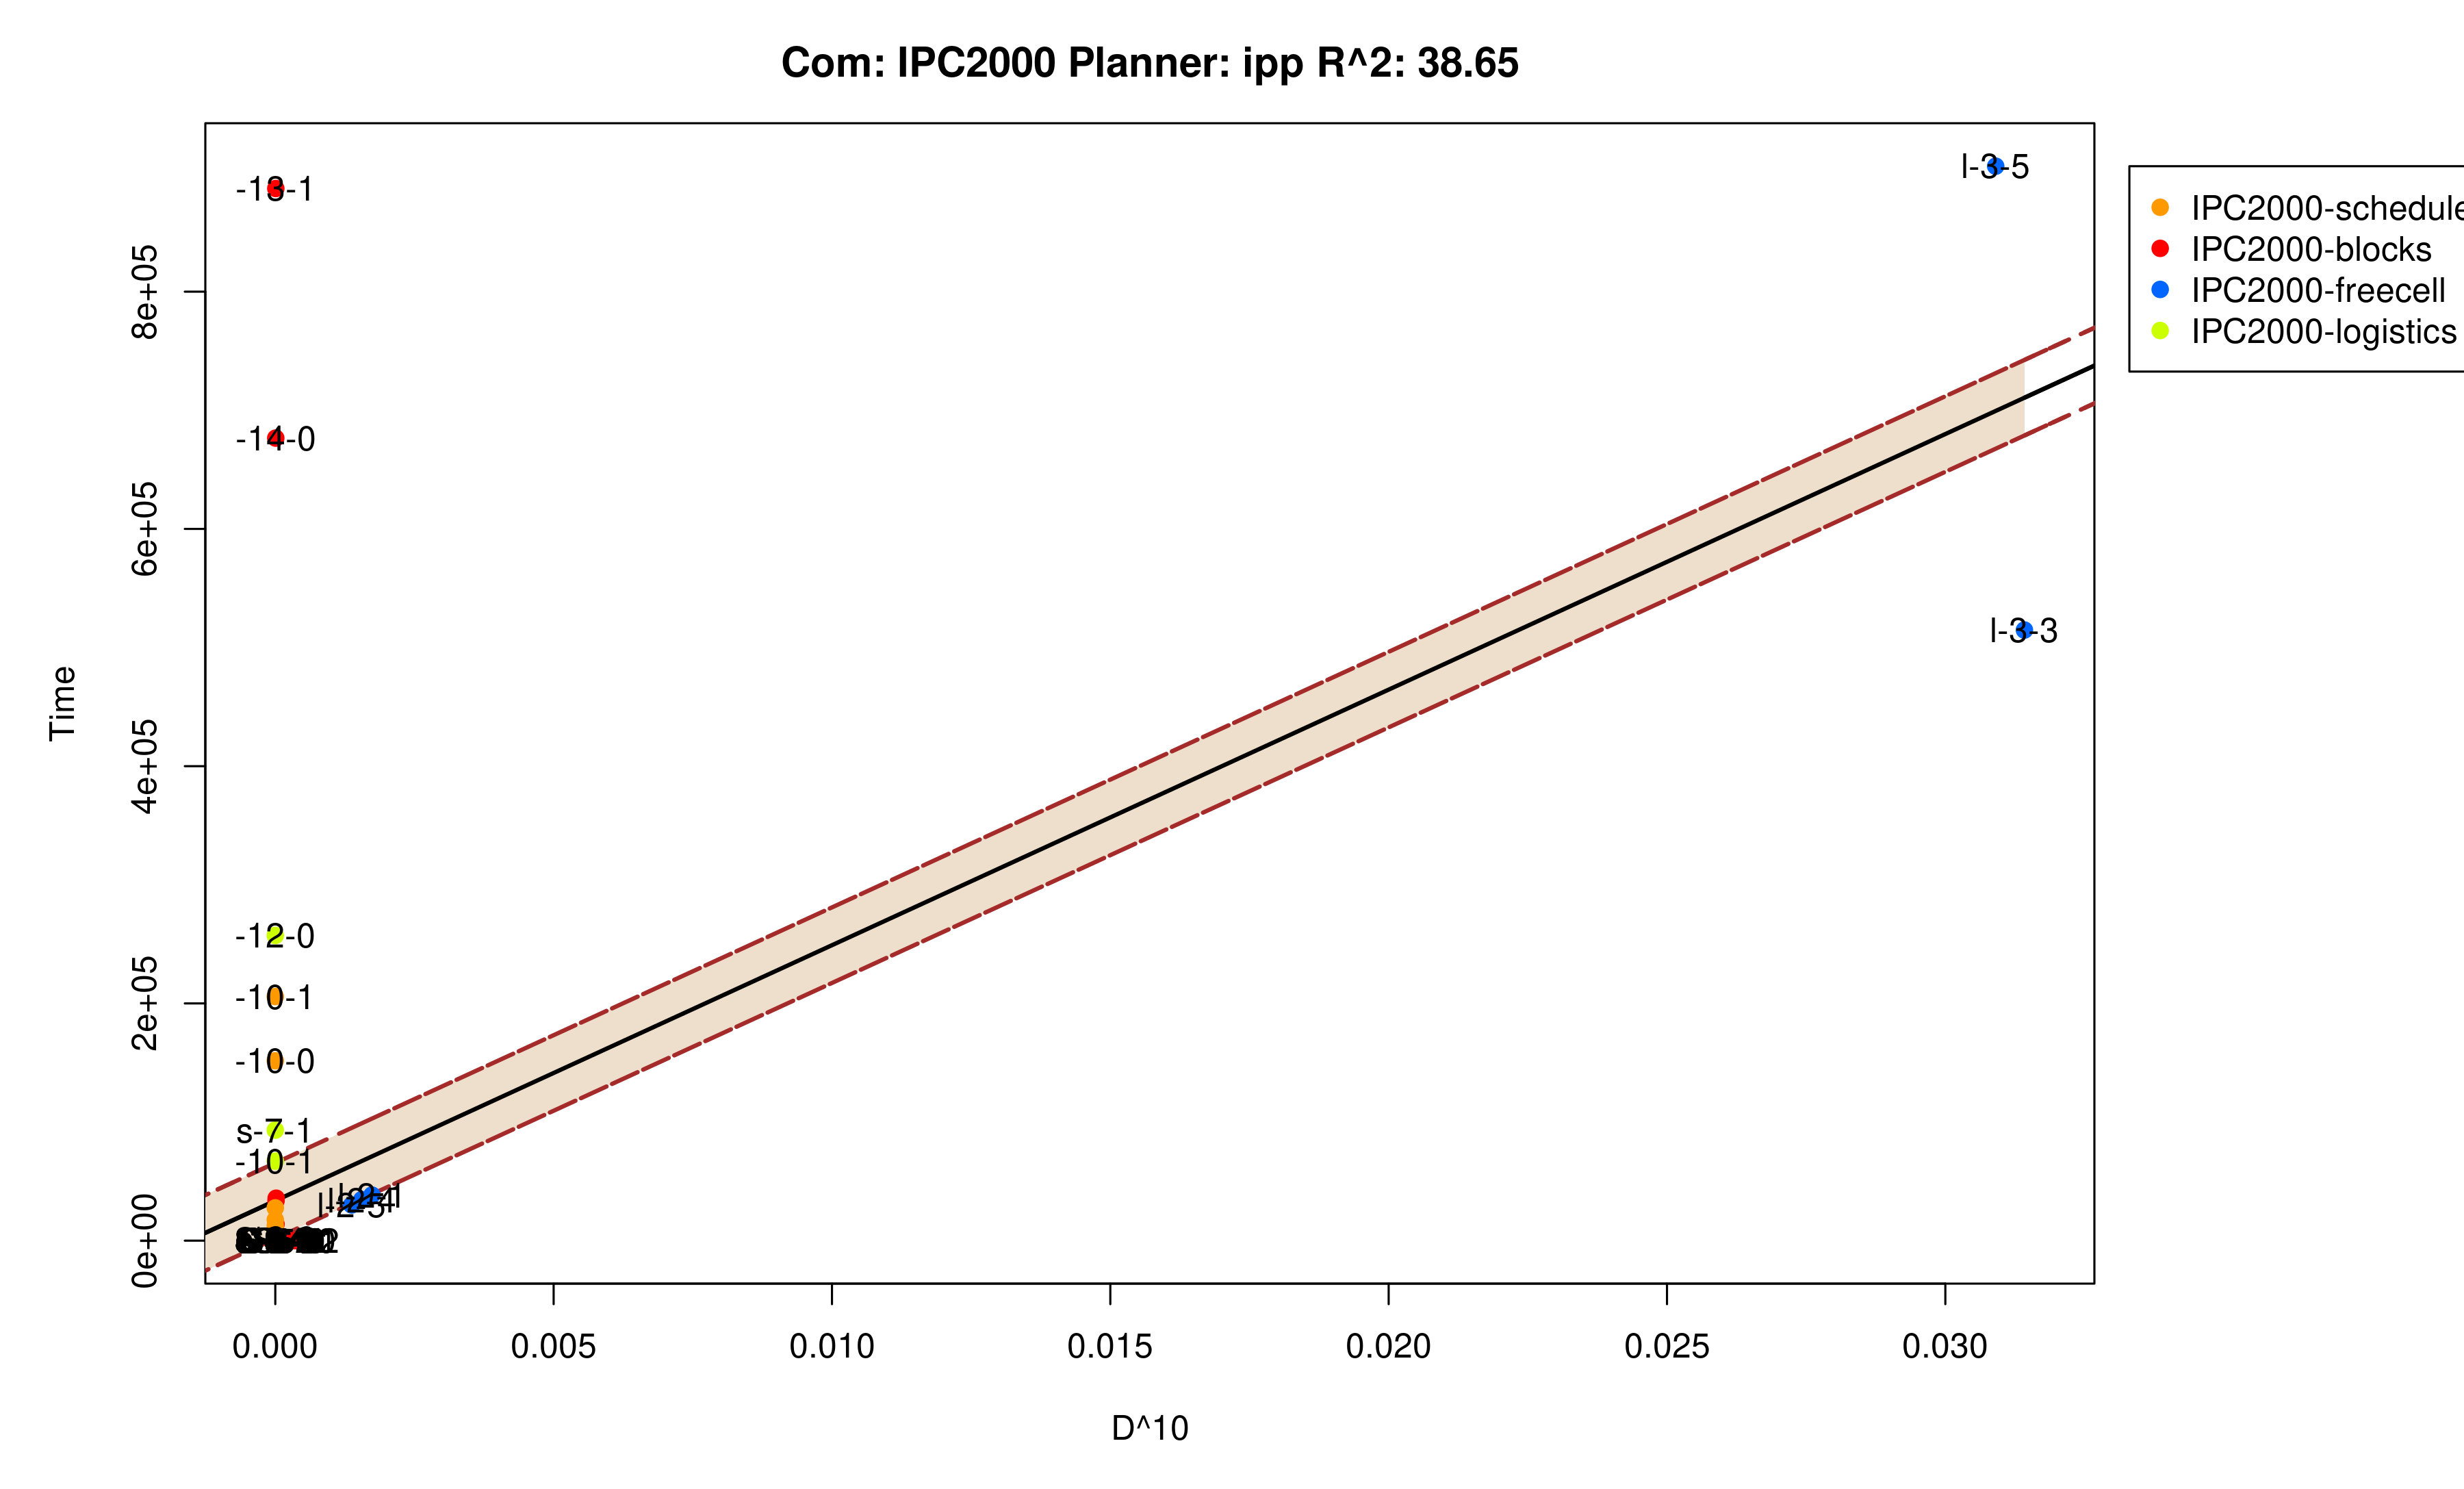 Com: IPC2000 Planner: ipp R^2: 38.65
-13-1
l-3-5
IPC2000-schedule
IPC2000-blocks
IPC2000-freecell
IPC2000-logistics
8e+05
-14-0
6e+05
l-3-3
Time
4e+05
-12-0
2e+05
-10-1
-10-0
s-7-1
-10-1
0e+00
0.000
0.005
0.010
0.015
0.020
0.025
0.030
D^10